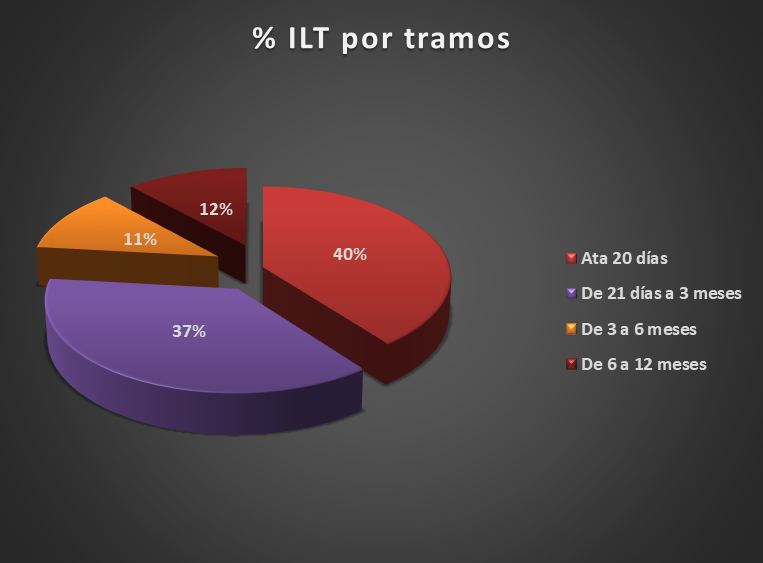 % ILT por tramos
12%
11%
40%
37%
Ata 20 días
De 21 días a 3 meses
De 3 a 6 meses
De 6 a 12 meses